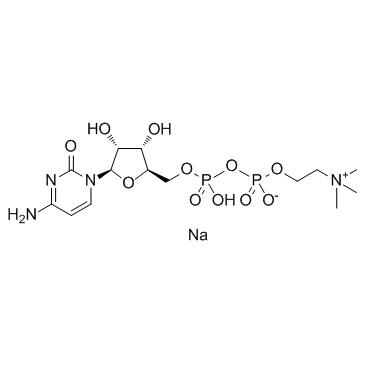 HO OH
O
N N O O O O
P P N+
H2N N O OH O O-
Na